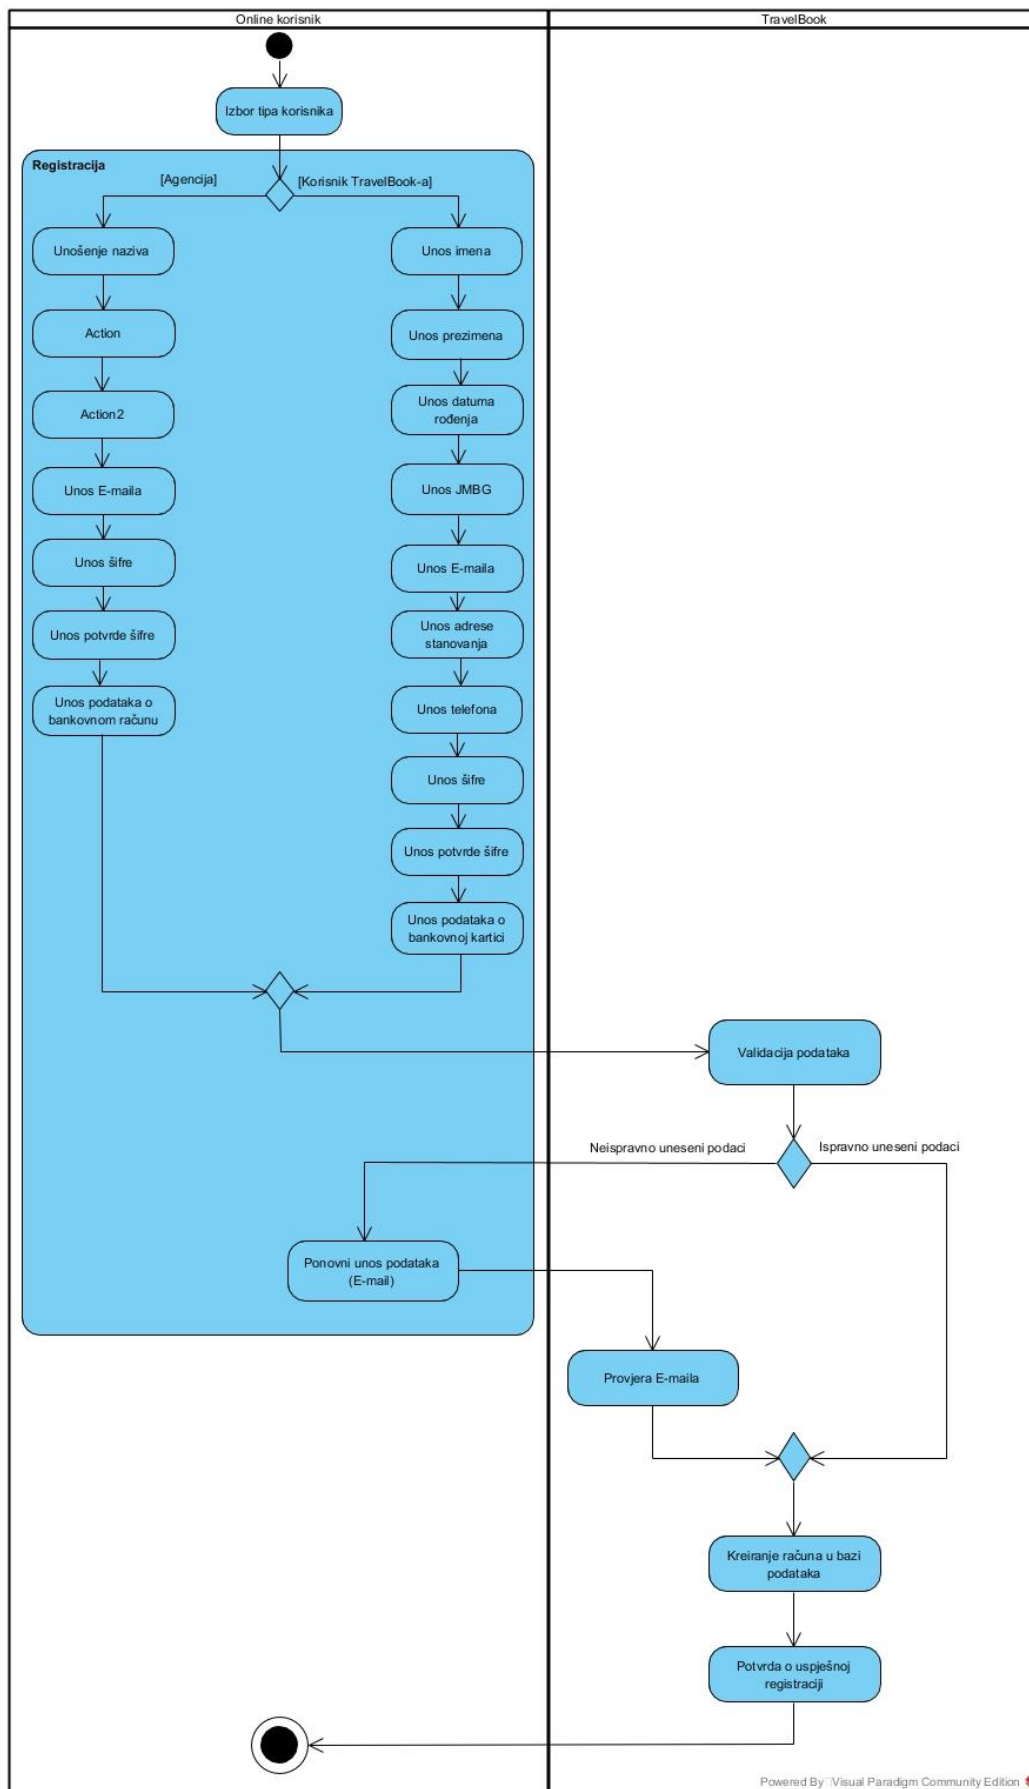 Online korisnik
TravelBook
Izbor tipa korisnika
Registracija
[Agencija]
[Korisnik TravelBook-a]
Unošenje naziva
Action
Action2
Unos E-maila
Unos šifre
Unos potvrde šifre
Unos podataka o
bankovnom računu
Unos imena
Unos prezimena
Unos datuma
rođenja
Unos JMBG
Unos E-maila
Unos adrese
stanovanja
Unos telefona
Unos šifre
Unos potvrde šifre
Unos podataka o
bankovnoj kartici
Validacija podataka
Neispravno uneseni podaci
Ispravno uneseni podaci
Ponovni unos podataka
(E-mail)
Provjera E-maila
Kreiranje računa u bazi
podataka
Potvrda o uspješnoj
registraciji
Powered By Visual Paradigm Community Edition